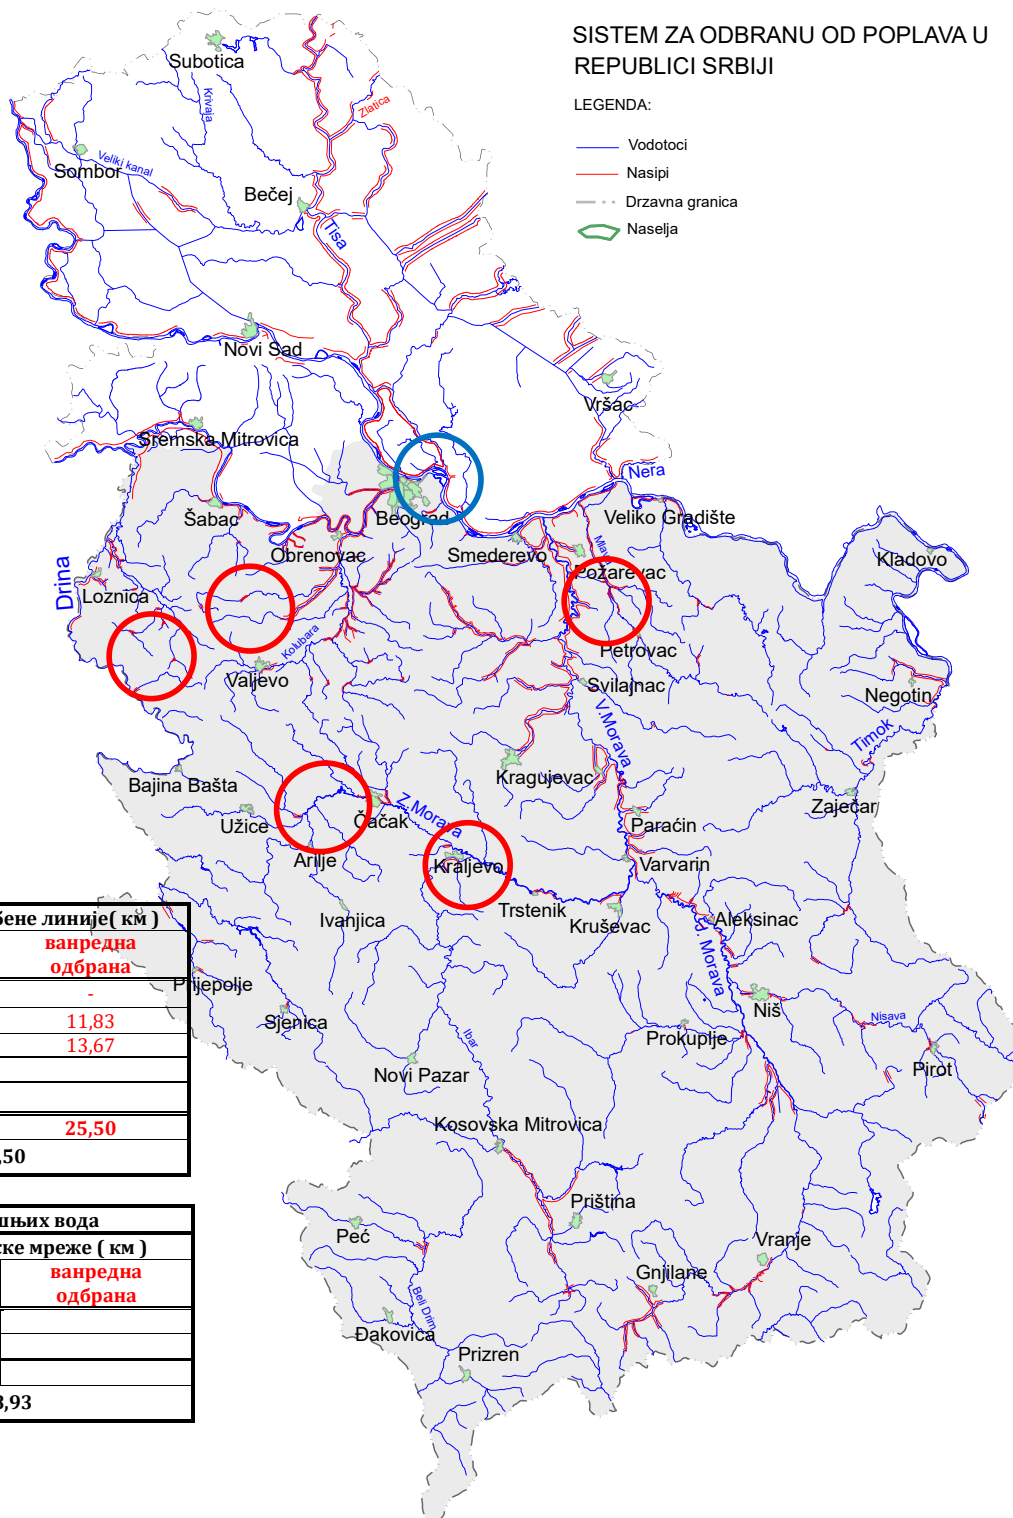 SISTEM ZA ODBRANU OD POPLAVA U
REPUBLICI SRBIJI
LEGENDA:
Vodotoci
Nasipi
Drzavna granica
Naselja
Subotica
Krivaja
Zlatica
Sombor
Veliki kanal
Bečej
Tisa
Novi Sad
Vršac
Sremska Mitrovica
Nera
Šabac
Beograd
Veliko Gradište
Obrenovac
Smederevo
Mlava
Kladovo
Drina
Loznica
Požarevac
Kolubara
Valjevo
Petrovac
Svilajnac
Negotin
V.Morava
Timok
Bajina Bašta
Kragujevac
Zaječar
Užice
Čačak
Z.Morava
Paraćin
Arilje
Kraljevo
Varvarin
Ivanjica
Trstenik
Kruševac
Aleksinac
J. Morava
Prijepolje
Sjenica
Niš
Nisava
Ibar
Prokuplje
Pirot
Novi Pazar
Kosovska Mitrovica
Priština
Peć
Vranje
Gnjilane
Beli Drim
Đakovica
Prizren
бене линије( км )
ванредна
одбрана
-
11,83
13,67
25,50
,50
шњих вода
ске мреже ( км )
ванредна
одбрана
8,93